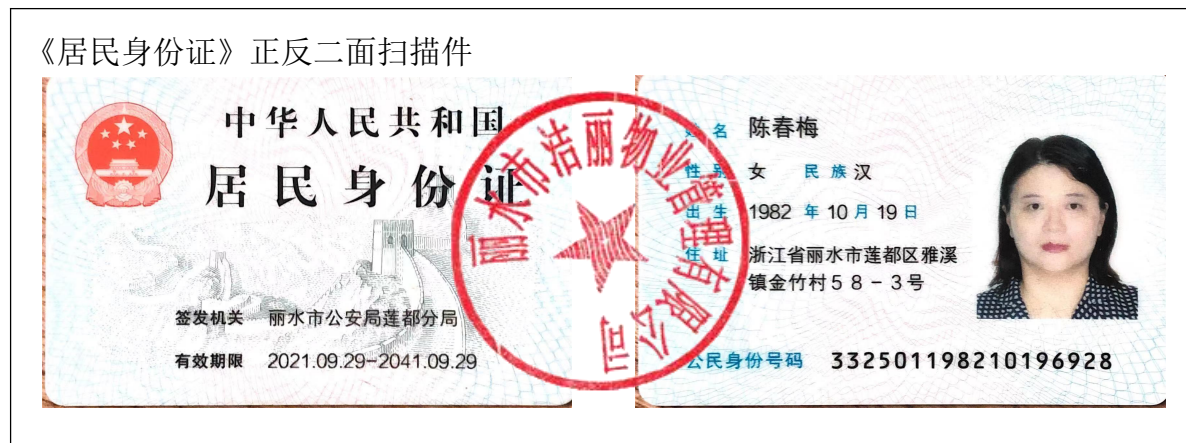 《居民身份证》正反二面扫描件
中华人民共和国
居民身份证
签发机关 丽水市公安局莲都分局
有效期限 2021.09.29-2041.09.29
丽水市洁丽物业管理有限公司
姓名 陈春梅
性别 女 民族 汉
出生 1982 年 10 月 19 日
住址 浙江省丽水市莲都区雅溪
镇金竹村58-3号
公民身份号码 332501198210196928